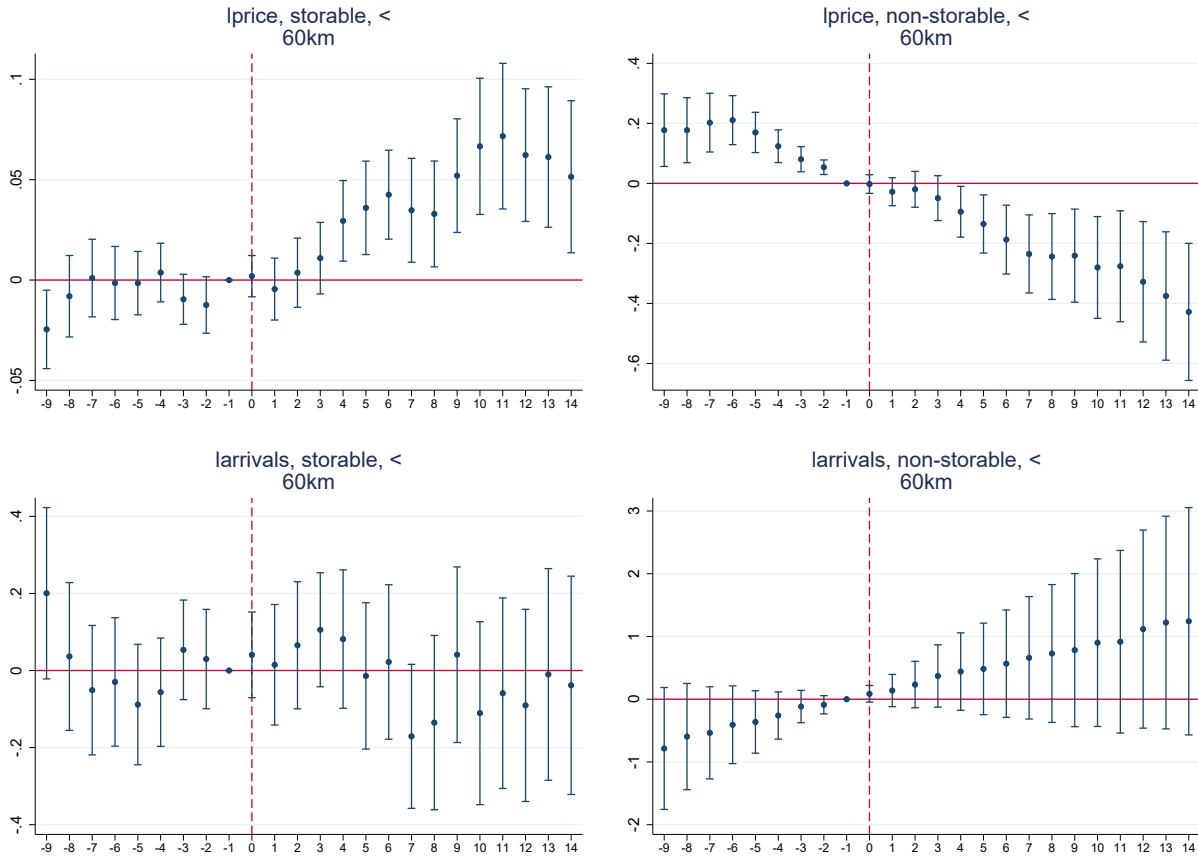 lprice, storable, <
60km
.1
.05
0
-.05
-9 -8 -7 -6 -5 -4 -3 -2 -1 0 1 2 3 4 5 6 7 8 9 10 11 12 13 14
lprice, non-storable, <
60km
.4
.2
0
-.2
-.4
-.6
-9 -8 -7 -6 -5 -4 -3 -2 -1 0 1 2 3 4 5 6 7 8 9 10 11 12 13 14
larrivals, storable, <
60km
.4
.2
0
-.2
-.4
-9 -8 -7 -6 -5 -4 -3 -2 -1 0 1 2 3 4 5 6 7 8 9 10 11 12 13 14
larrivals, non-storable, <
60km
3
2
1
0
-1
-2
-9 -8 -7 -6 -5 -4 -3 -2 -1 0 1 2 3 4 5 6 7 8 9 10 11 12 13 14